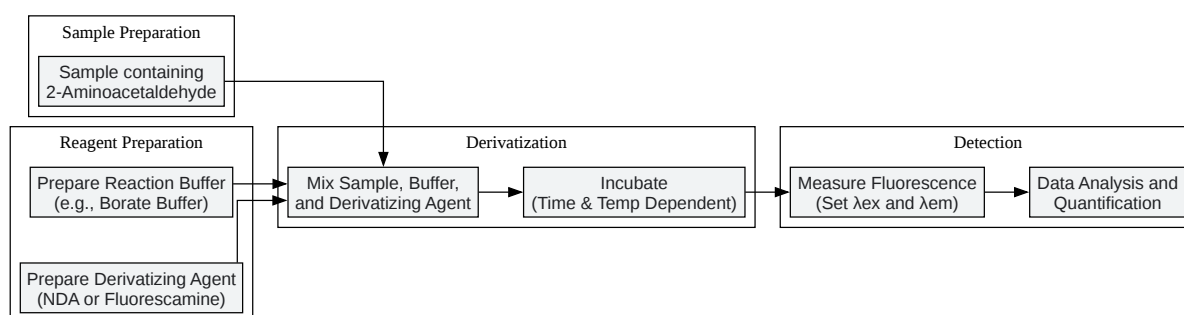 Sample Preparation
Sample containing
2-Aminoacetaldehyde
Reagent Preparation
Prepare Reaction Buffer
(e.g., Borate Buffer)
Prepare Derivatizing Agent
(NDA or Fluorescamine)
Derivatization
Mix Sample, Buffer,
and Derivatizing Agent
Incubate
(Time & Temp Dependent)
Detection
Measure Fluorescence
(Set λex and λem)
Data Analysis and
Quantification